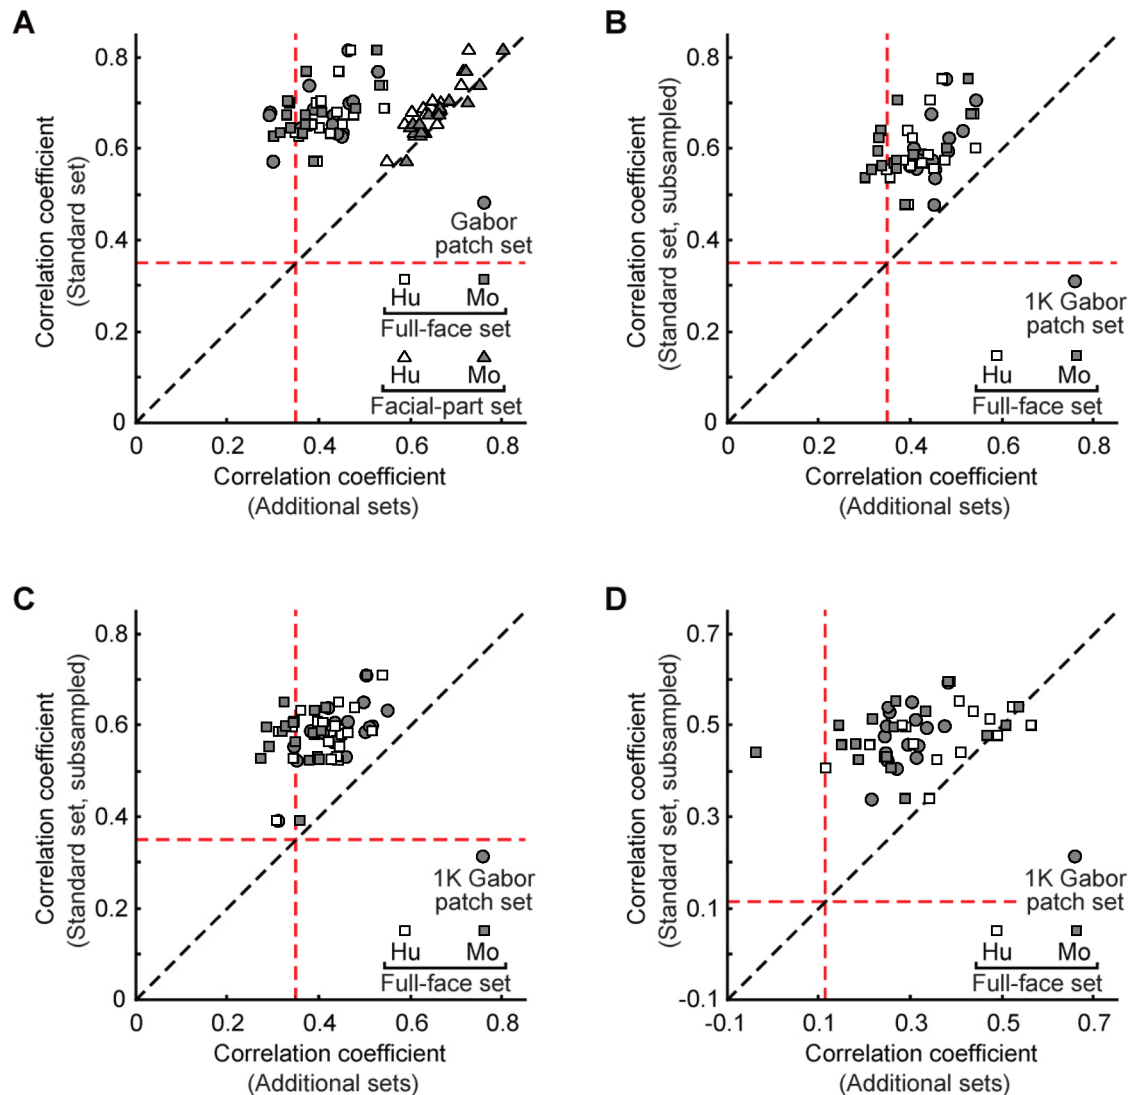 A
Correlation coefficient
(Standard set)
0.8
0.6
0.4
0.2
0
0 0.2 0.4 0.6 0.8
Correlation coefficient
(Additional sets)
Gabor
patch set
Hu Mo
Full-face set
Hu Mo
Facial-part set
B
Correlation coefficient
(Standard set, subsampled)
0.8
0.6
0.4
0.2
0
0 0.2 0.4 0.6 0.8
Correlation coefficient
(Additional sets)
1K Gabor
patch set
Hu Mo
Full-face set
C
Correlation coefficient
(Standard set, subsampled)
0.8
0.6
0.4
0.2
0
0 0.2 0.4 0.6 0.8
Correlation coefficient
(Additional sets)
1K Gabor
patch set
Hu Mo
Full-face set
D
Correlation coefficient
(Standard set, subsampled)
0.7
0.5
0.3
0.1
-0.1
-0.1 0.1 0.3 0.5 0.7
Correlation coefficient
(Additional sets)
1K Gabor
patch set
Hu Mo
Full-face set